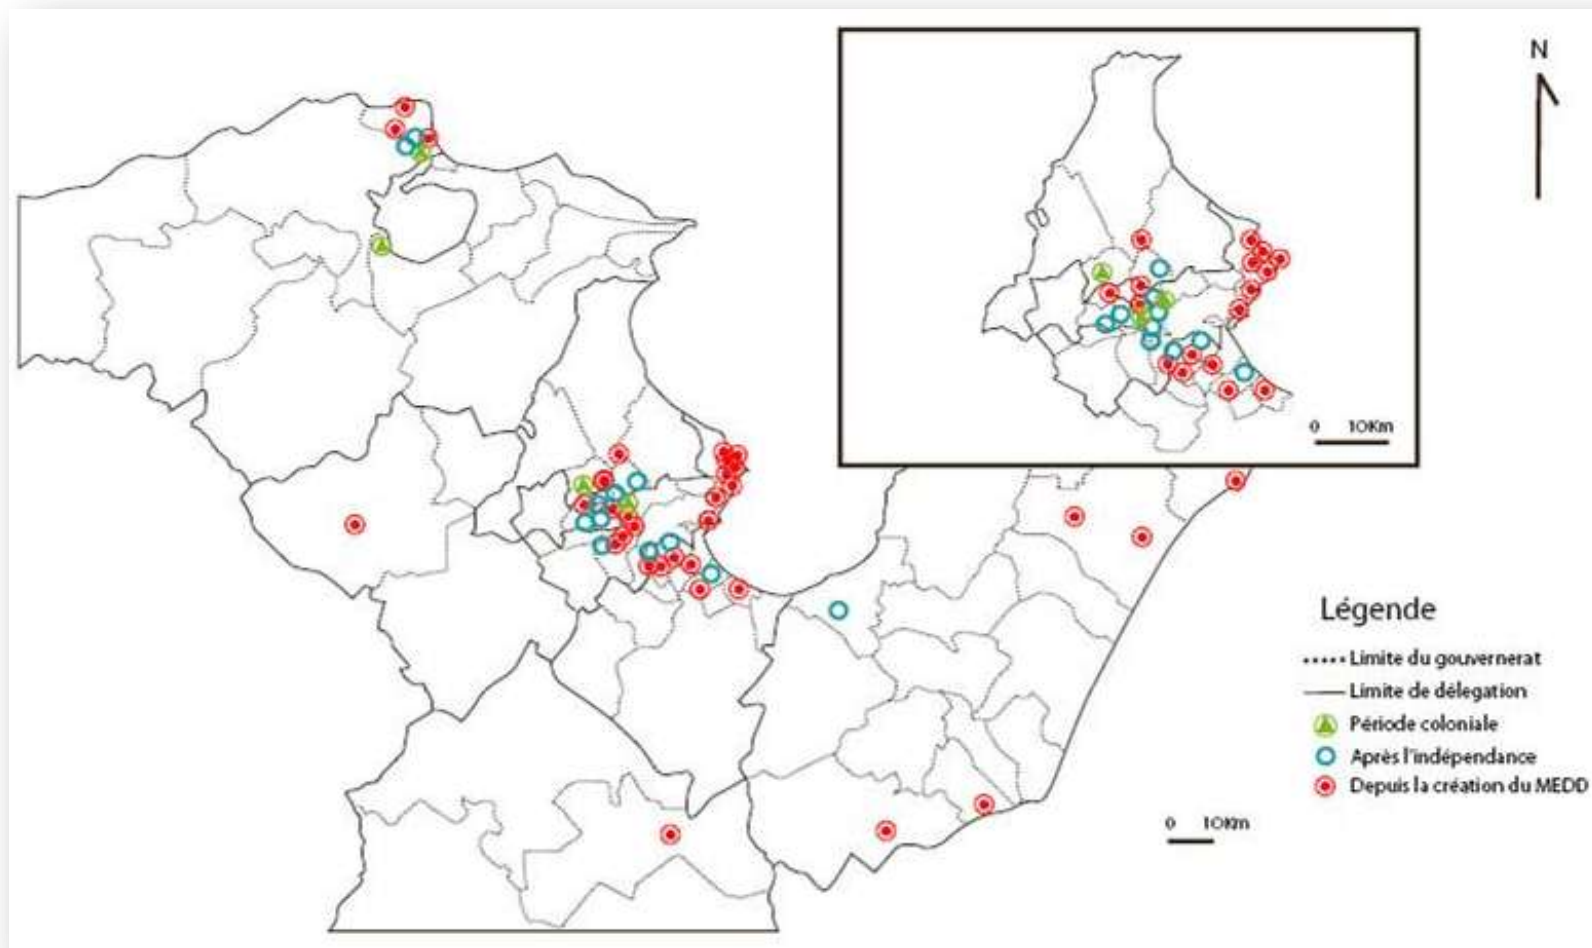 N
0 10Km
Légende
Limite du gouvernerat
Limite de délegation
Période coloniale
Après l'indépendance
Depuis la création du MEDD
0 10Km